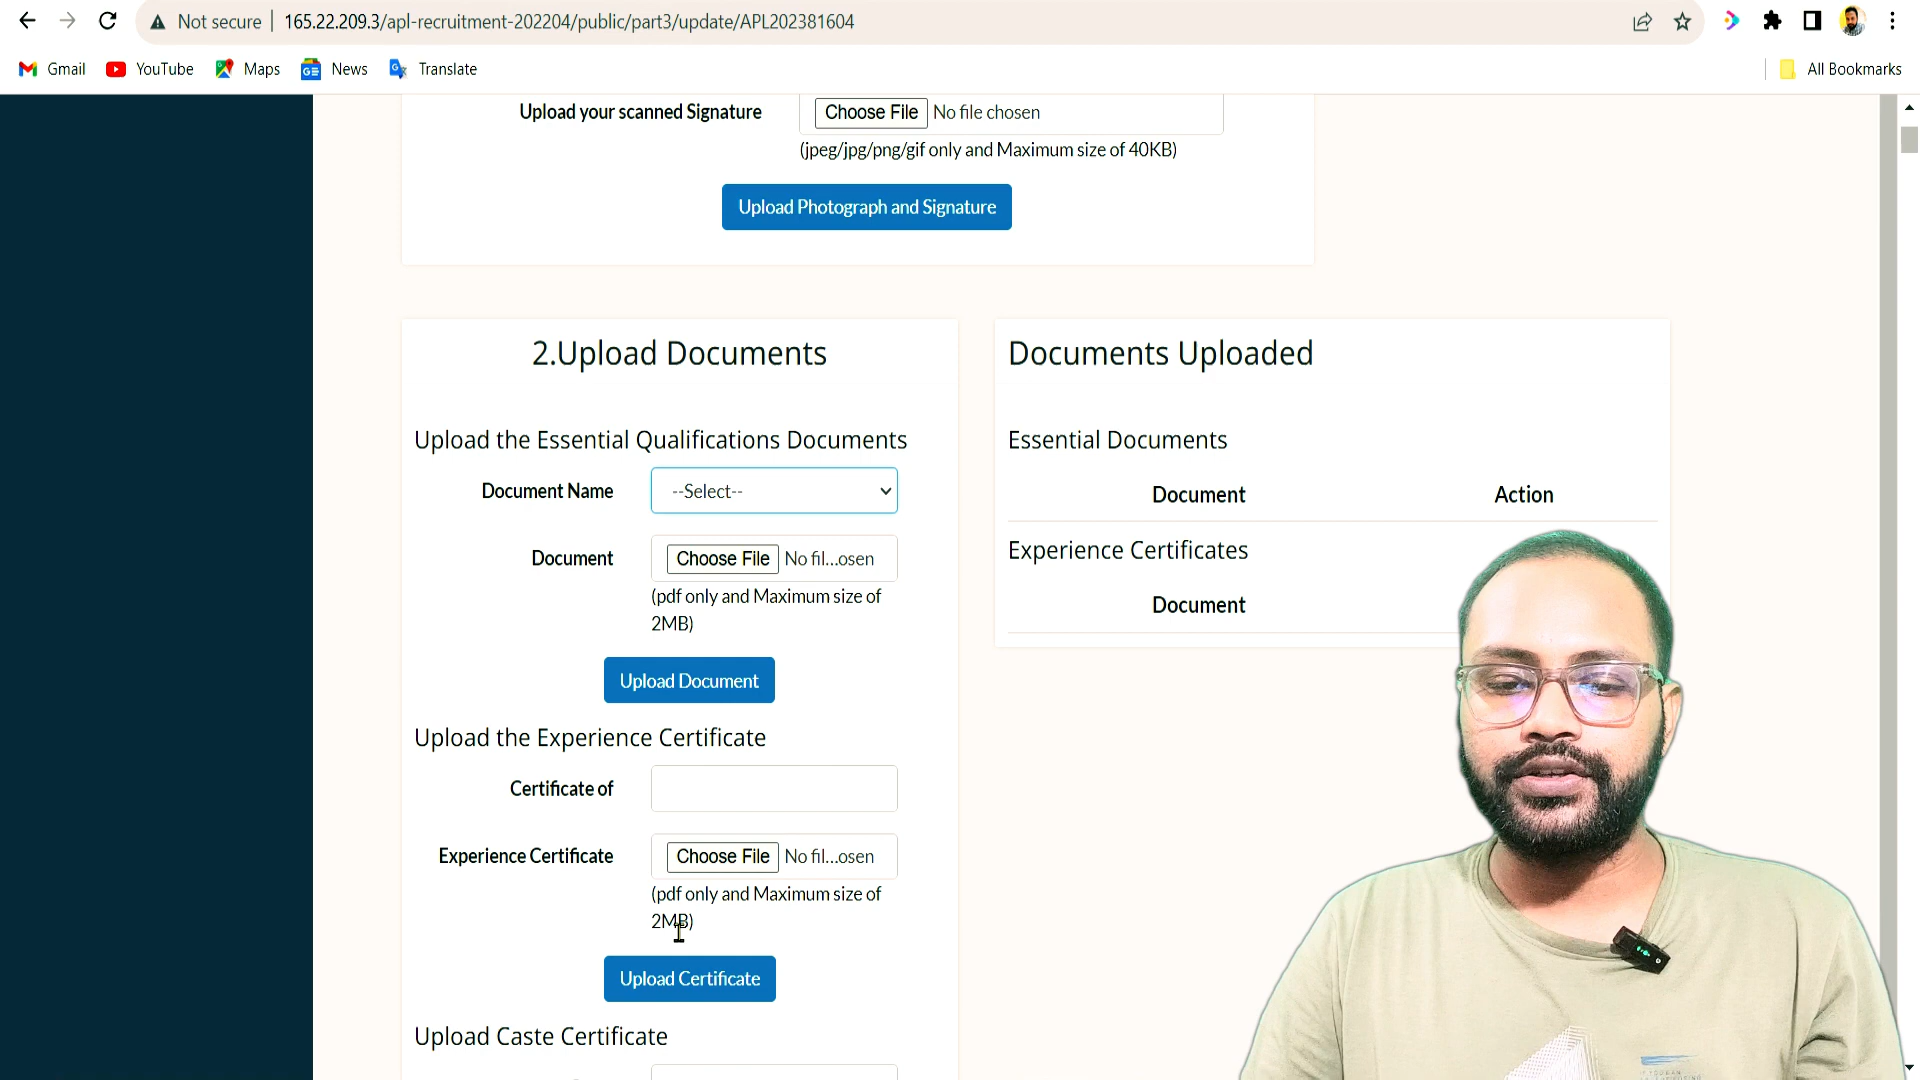 Not secure
165.22.209.3/apl-recruitment-202204/public/part3/update/APL202381604
Gmail
YouTube
Maps
News
Translate
All Bookmarks
Upload your scanned Signature
Choose File No file chosen
(jpeg/jpg/png/gif only and Maximum size of 40KB)
Upload Photograph and Signature
2.Upload Documents
Upload the Essential Qualifications Documents
Document Name
--Select--
Document
Choose File No fil...osen
(pdf only and Maximum size of
2MB)
Upload Document
Upload the Experience Certificate
Certificate of
Experience Certificate
Choose File No fil...osen
(pdf only and Maximum size of
2MB)
Upload Certificate
Upload Caste Certificate
Documents Uploaded
Essential Documents
Document Action
Experience Certificates
Document